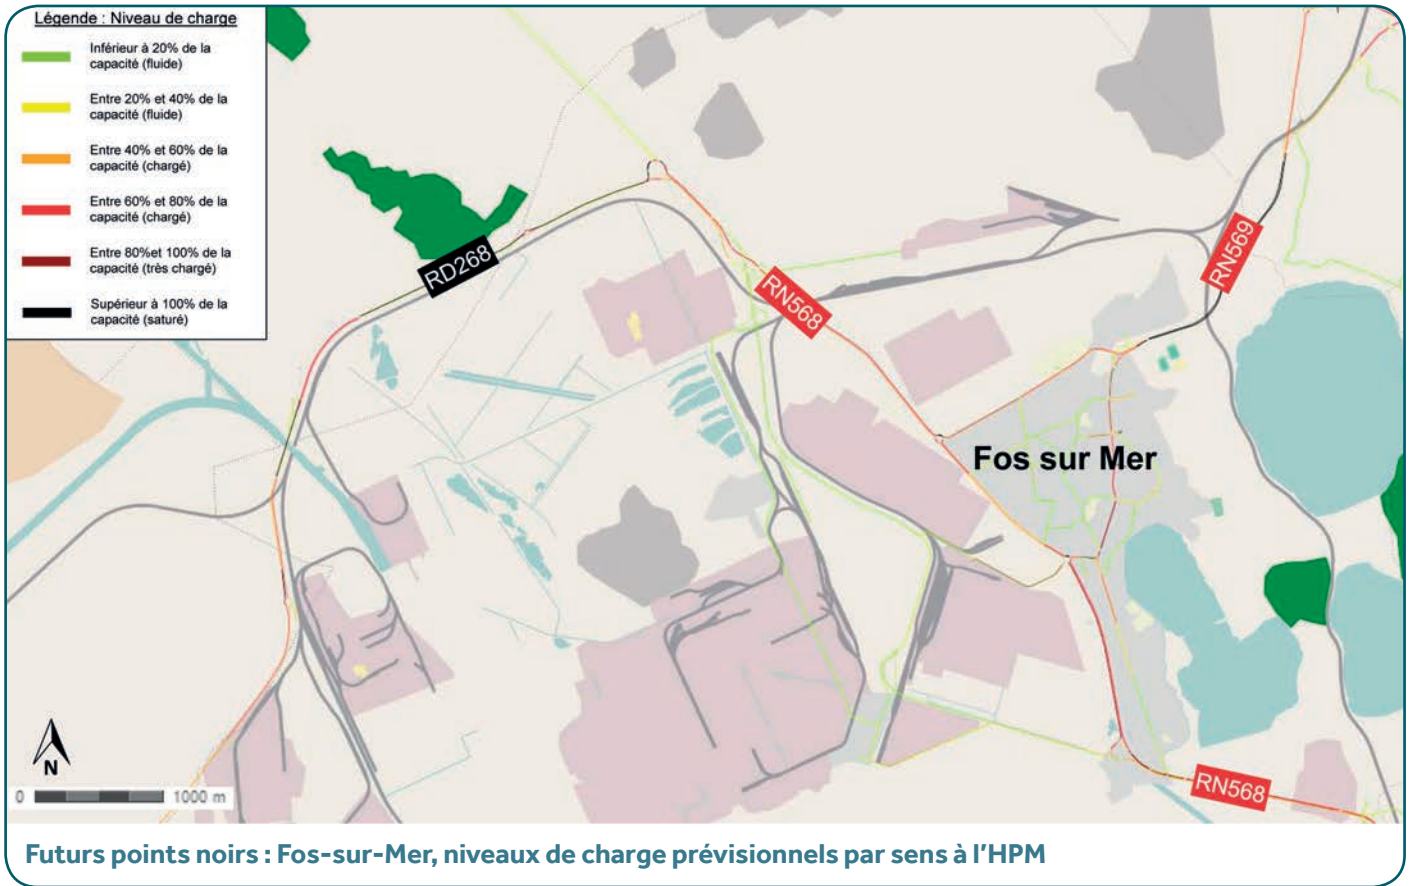 Légende : Niveau de charge
Inférieur à 20% de la
capacité (fluide)
Entre 20% et 40% de la
capacité (fluide)
Entre 40% et 60% de la
capacité (chargé)
Entre 60% et 80% de la
capacité (chargé)
Entre 80%et 100% de la
capacité (très chargé)
Supérieur à 100% de la
capacité (saturé)
RD268
RN568
RN569
Fos sur Mer
RN568
N
0 1000 m
Futurs points noirs : Fos-sur-Mer, niveaux de charge prévisionnels par sens à l'HPM